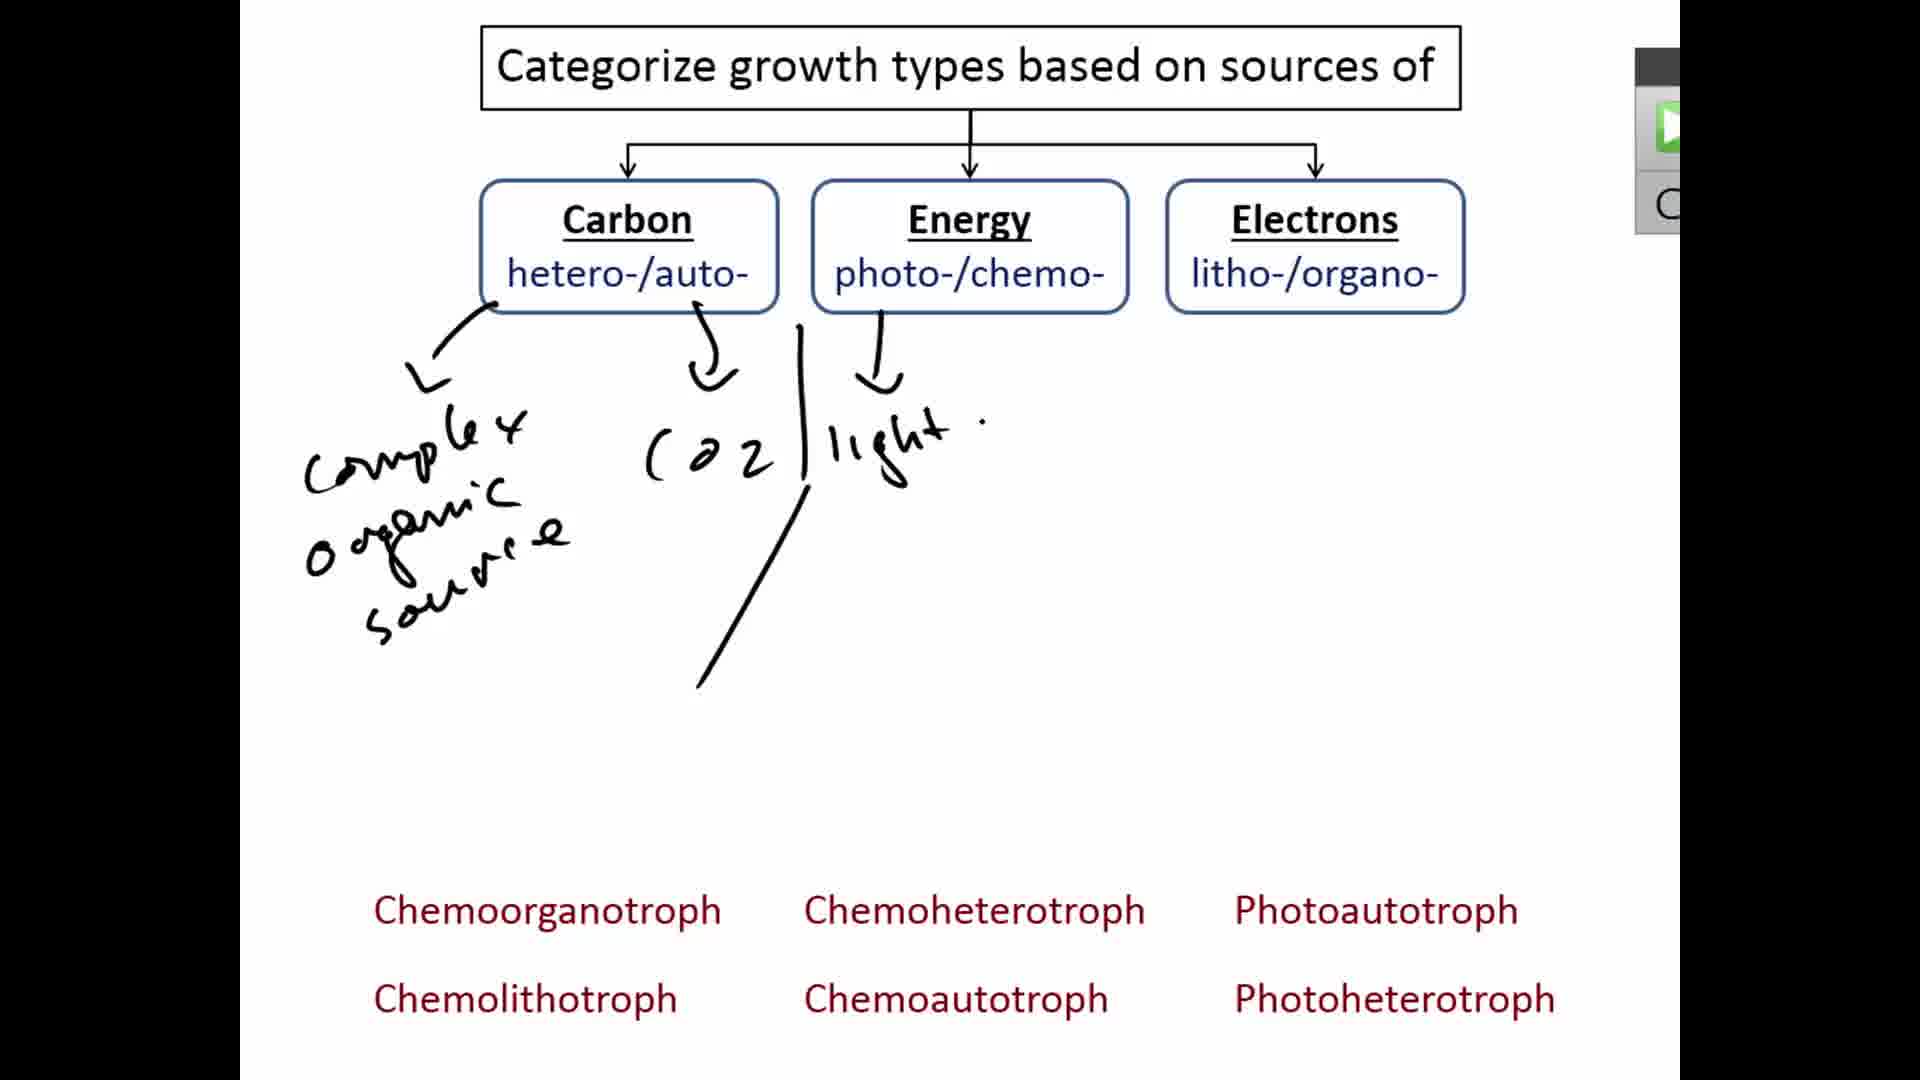 Categorize growth types based on sources of
Carbon
hetero-/auto-
Energy
photo-/chemo-
Electrons
litho-/organo-
complex
organic
source
CO2
light
Chemoorganotroph
Chemoheterotroph
Photoautotroph
Chemolithotroph
Chemoautotroph
Photoheterotroph